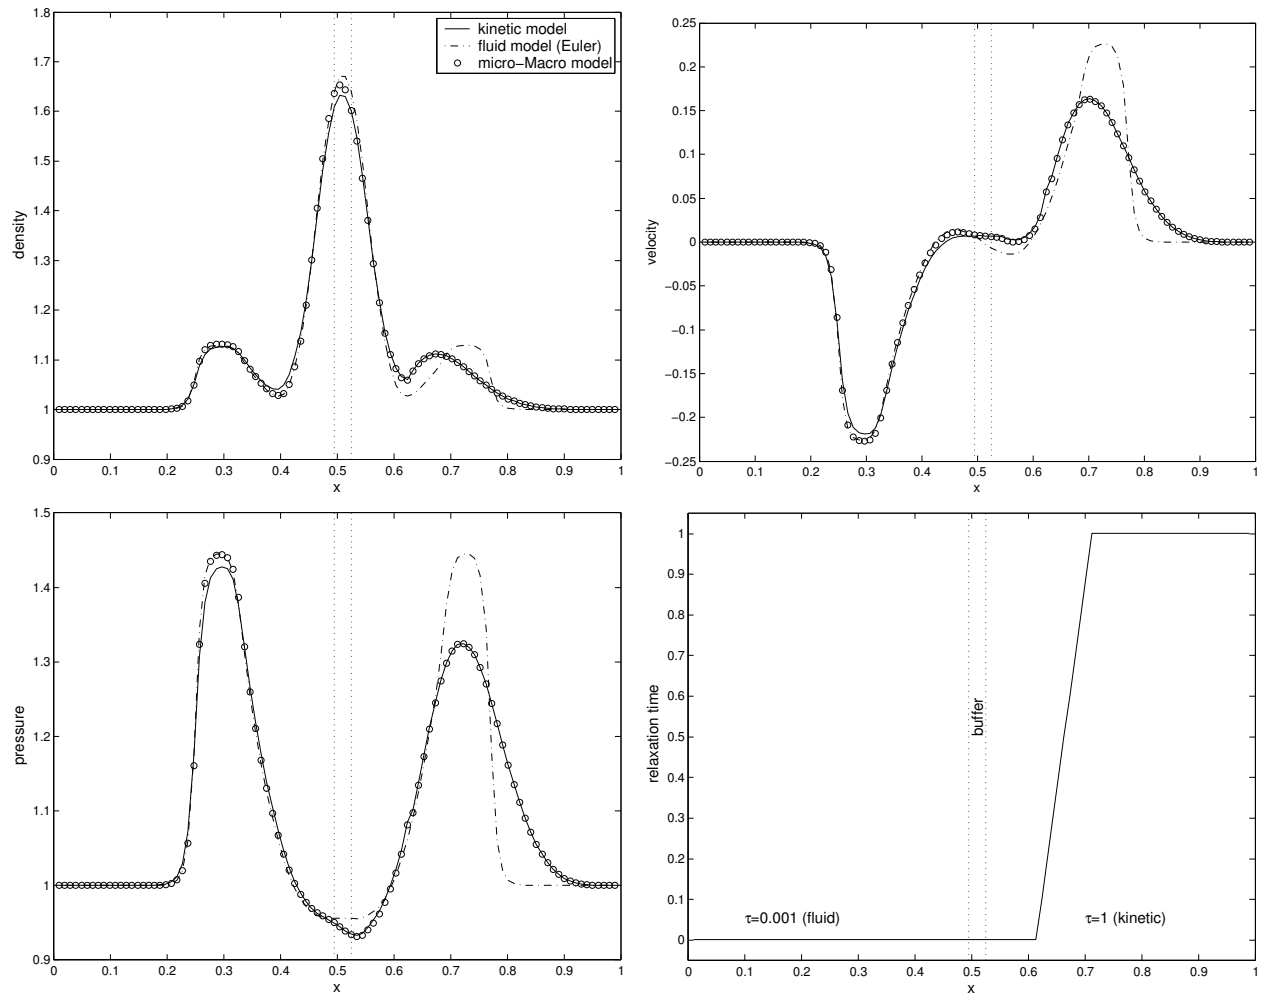 1.8
1.7
1.6
1.5
1.4
1.3
1.2
1.1
1
0.9
density
kinetic model
fluid model (Euler)
micro−Macro model
0 0.1 0.2 0.3 0.4 0.5 0.6 0.7 0.8 0.9 1
x
0.25
0.2
0.15
0.1
0.05
0
−0.05
−0.1
−0.15
−0.2
−0.25
velocity
0 0.1 0.2 0.3 0.4 0.5 0.6 0.7 0.8 0.9 1
x
1.5
1.4
1.3
1.2
1.1
1
0.9
pressure
0 0.1 0.2 0.3 0.4 0.5 0.6 0.7 0.8 0.9 1
x
1
0.9
0.8
0.7
0.6
0.5
0.4
0.3
0.2
0.1
0
relaxation time
buffer
τ=0.001 (fluid)
τ=1 (kinetic)
0 0.1 0.2 0.3 0.4 0.5 0.6 0.7 0.8 0.9 1
x